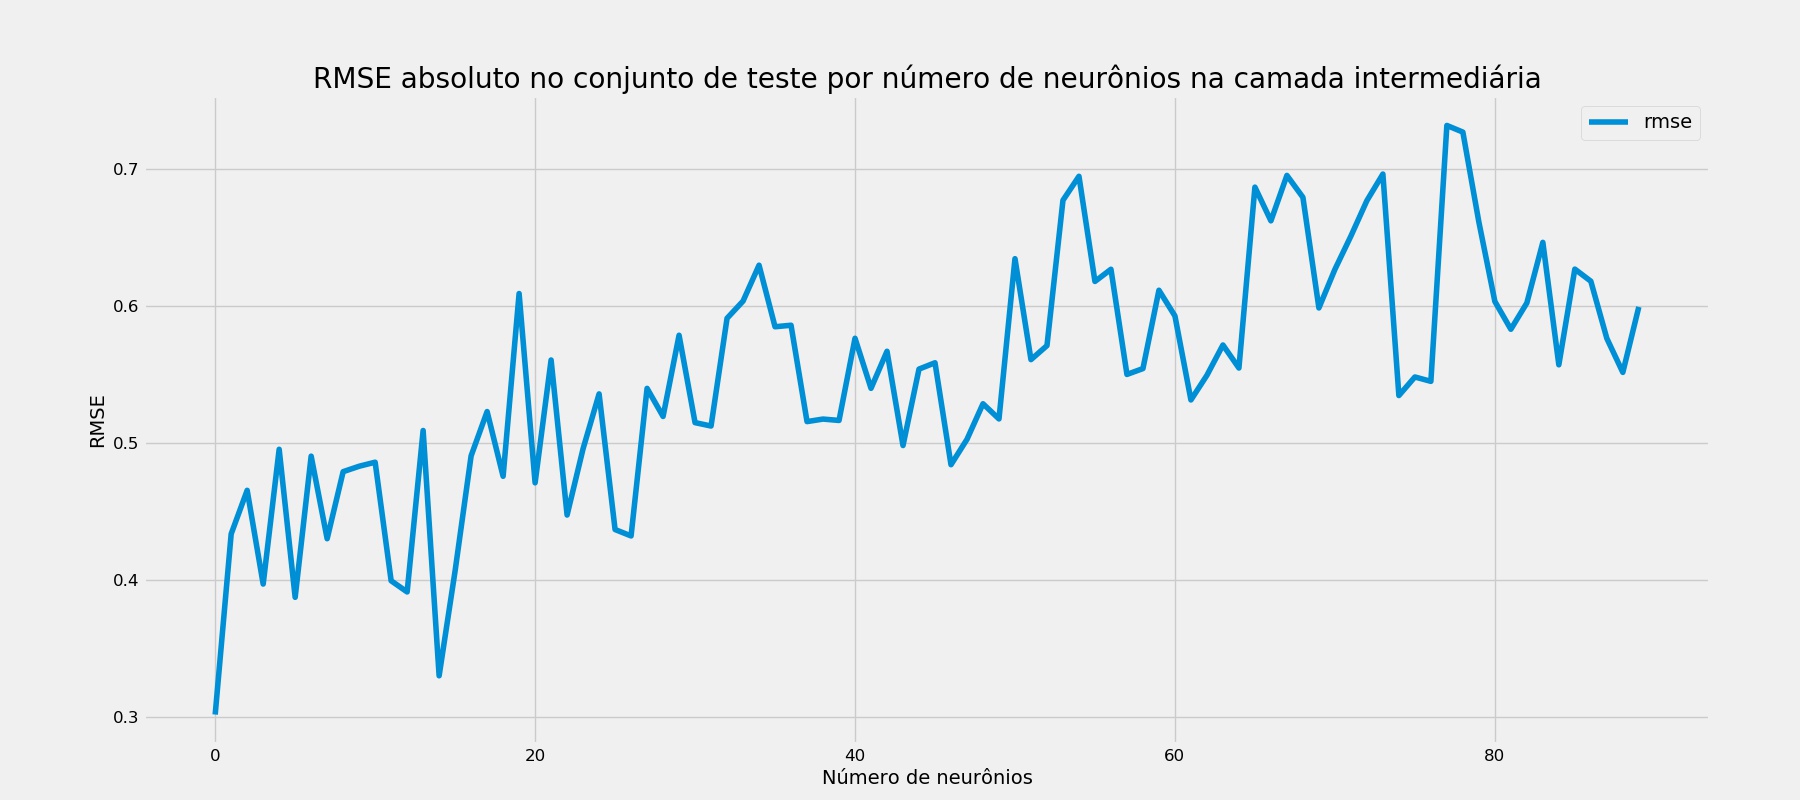 RMSE absoluto no conjunto de teste por número de neurônios na camada intermediária
rmse
0.7
0.6
0.5
0.4
0.3
RMSE
0 20 40 60 80
Número de neurônios